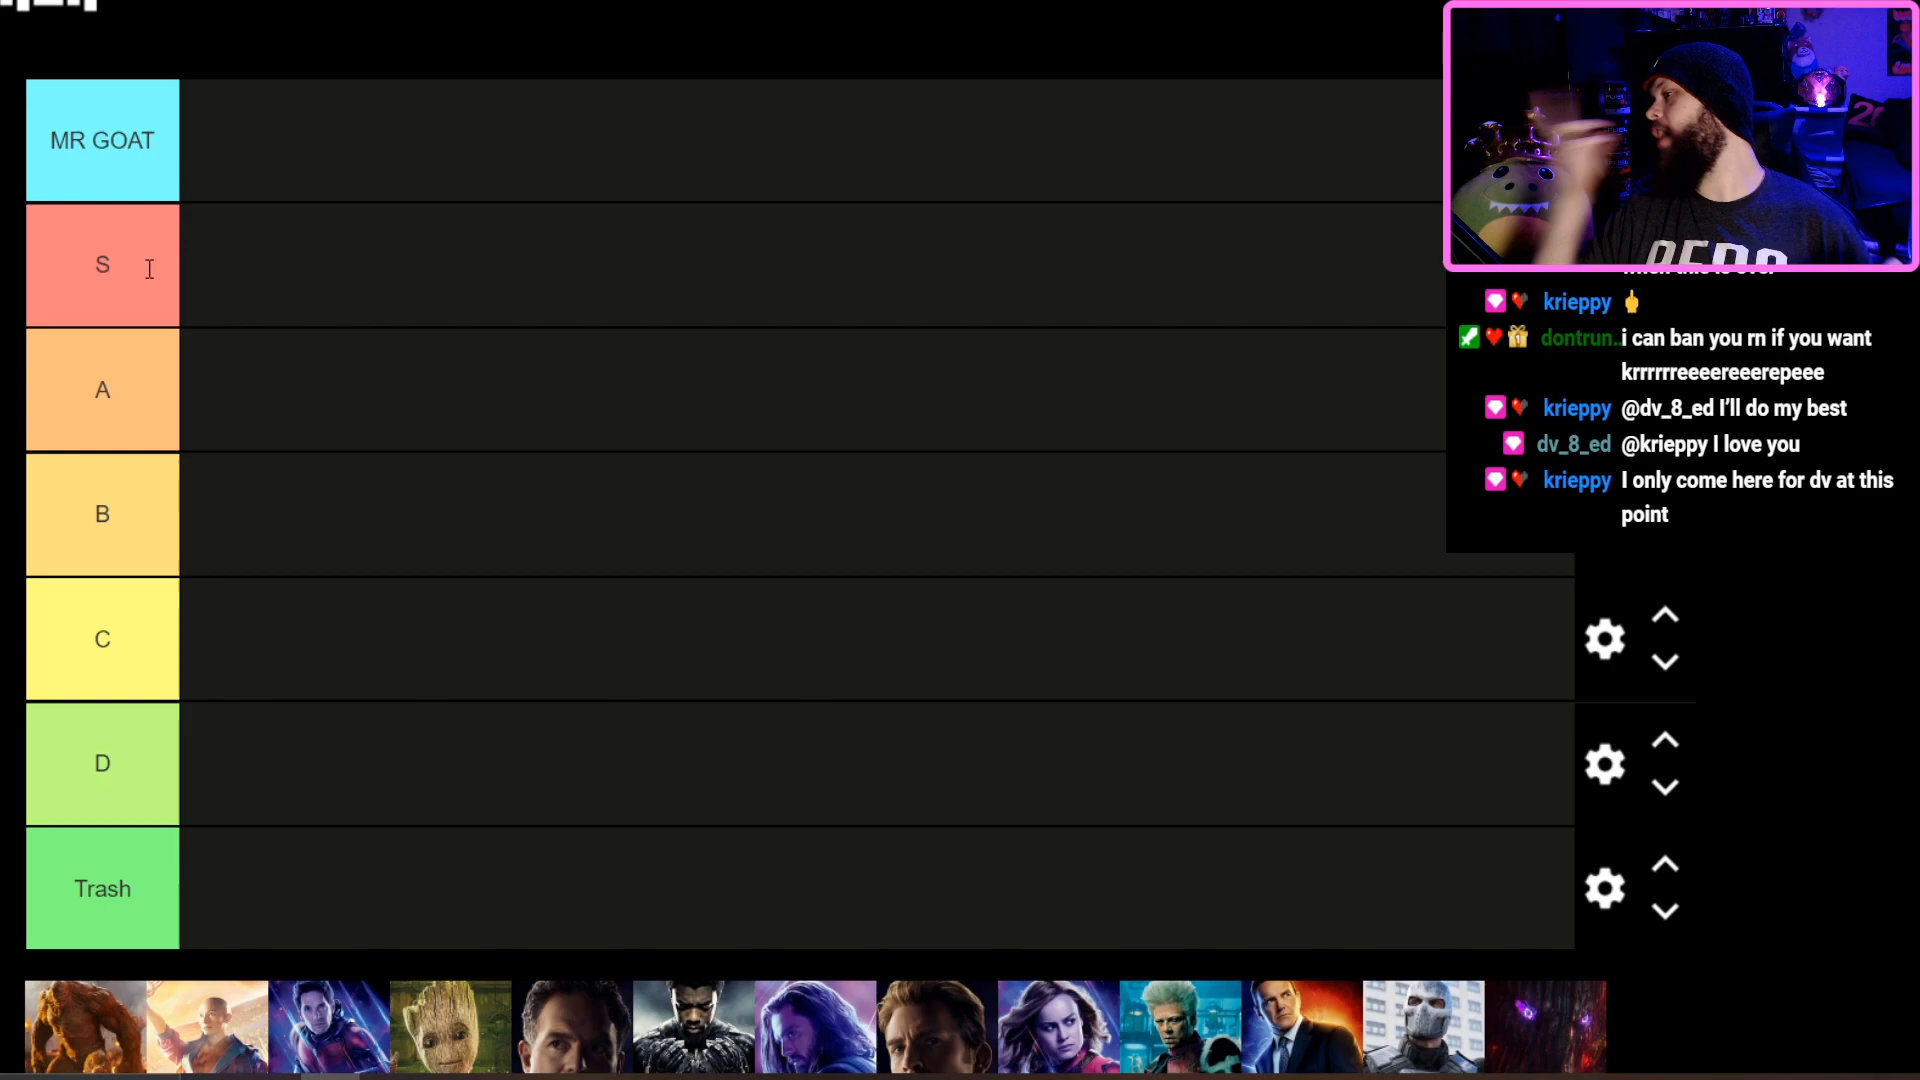 MR GOAT
S
A
B
C
D
Trash
krieppy 🖕
dontrun.. i can ban you rn if you want
krrrrrreeeereeerepeee
krieppy @dv_8_ed I'll do my best
dv_8_ed @krieppy I love you
krieppy I only come here for dv at this
point